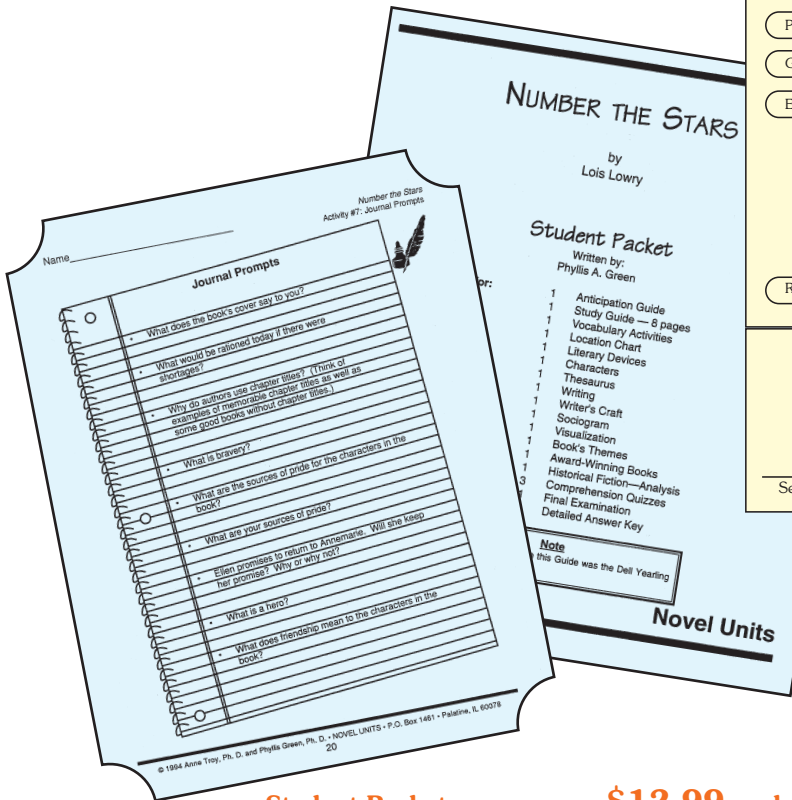 NUMBER THE STARS
by
Lois Lowry
Student Packet
Written by:
Phyllis A. Green
or:
1 Anticipation Guide
1 Study Guide — 8 pages
1 Vocabulary Activities
1 Location Chart
1 Literary Devices
1 Characters
1 Thesaurus
1 Writing
1 Writer's Craft
1 Sociogram
1 Visualization
1 Book's Themes
1 Award-Winning Books
1 Historical Fiction—Analysis
3 Comprehension Quizzes
Final Examination
Detailed Answer Key
Note
this Guide was the Dell Yearling
Novel Units
Number the Stars
Activity #7: Journal Prompts
Name
Journal Prompts
• What does the book's cover say to you?
• What would be rationed today if there were
shortages?
• Why do authors use chapter titles? (Think of
examples of memorable chapter titles as well as
some good books without chapter titles.)
• What is bravery?
• What are the sources of pride for the characters in the
book?
• What are your sources of pride?
• Ellen promises to return to Annemarie. Will she keep
her promise? Why or why not?
• What is a hero?
• What does friendship mean to the characters in the
book?
© 1994 Anne Troy, Ph. D. and Phyllis Green, Ph. D. • NOVEL UNITS • P.O. Box 1461 • Palatine, IL 60078
20
P
G
E
R
Se
Student Packet
$13.99